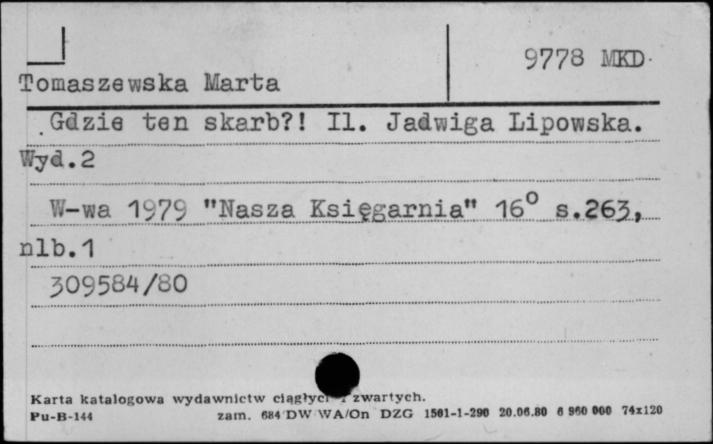 9778 MKD
Tomaszewska Marta
Gdzie ten skarb?! Il. Jadwiga Lipowska.
Wyd.2
W-wa 1979 "Nasza Księgarnia" 16° s.263,
nlb.1
309584/80
Karta katalogowa wydawnictw zwartych.
Pu-B-144 zam. 684 DW WA/On DZG 1501-1-290 20.06.80 6 960 000 74x120